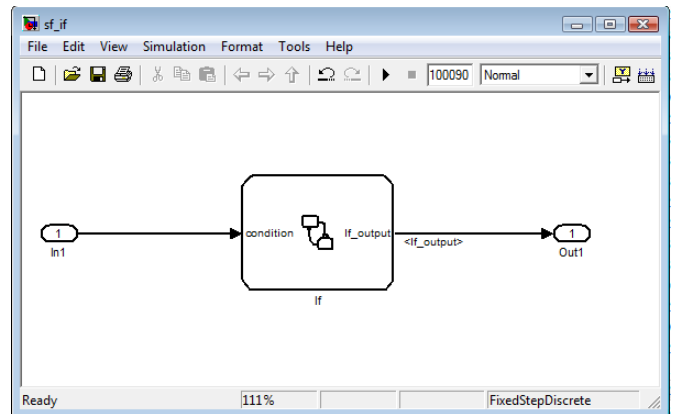 sf_if
File Edit View Simulation Format Tools Help
100090 Normal
1
In1
condition
If_output
If
<If_output>
1
Out1
Ready 111% FixedStepDiscrete